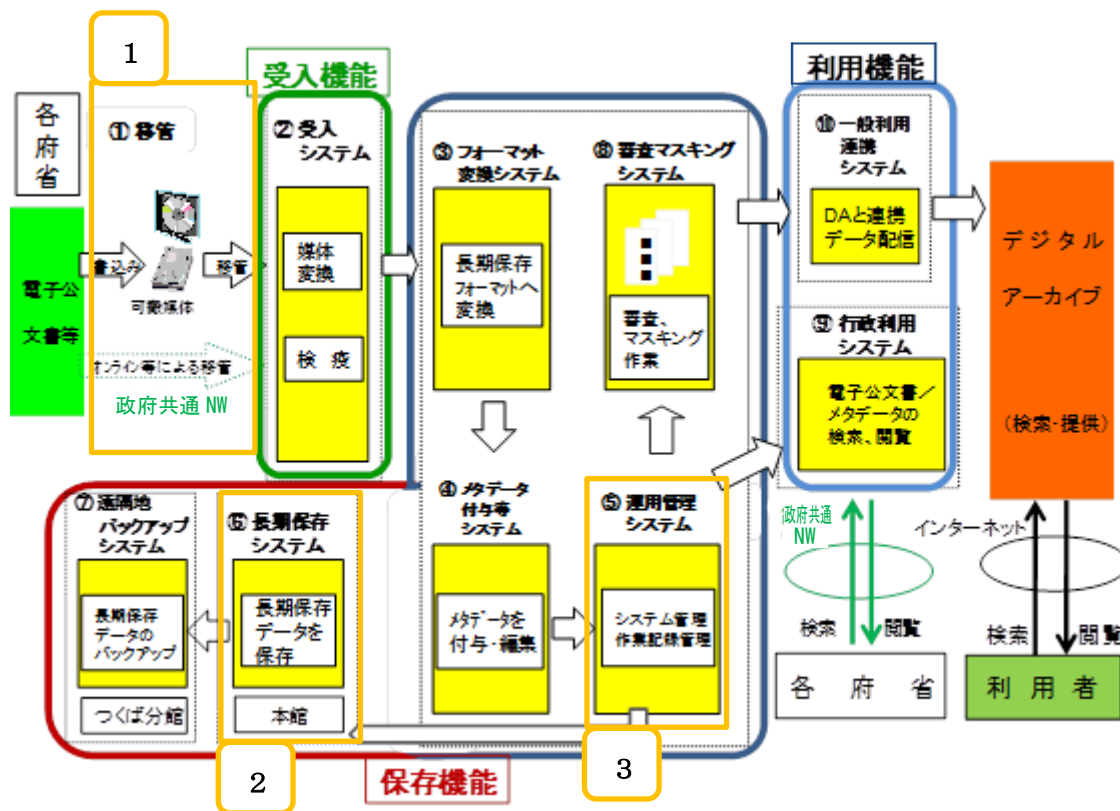 1
受入機能
利用機能
各
府
省
① 移管
② 受入
システム
③ フォーマット
変換システム
⑧ 審査マスキング
システム
⑩ 一般利用
連携
システム
DAと連携
データ配信
媒体
変換
長期保存
フォーマットへ
変換
審査、
マスキング
作業
検 疫
電子公
文書等
書込み
移管
可搬媒体
オンライン等による移管
政府共通 NW
⑨ 行政利用
システム
電子公文書／
メタデータの
検索、閲覧
デジタル
アーカイブ
（検索・提供）
⑦ 遠隔地
バックアップ
システム
⑥ 長期保存
システム
④ メタデータ
付与等
システム
⑤ 運用管理
システム
長期保存
データの
バックアップ
長期保存
データを
保存
メタデータを
付与・編集
システム管理
作業記録管理
つくば分館
本館
政府共通
NW
インターネット
検索
閲覧
検索
閲覧
各 府 省
利 用 者
2
保存機能
3